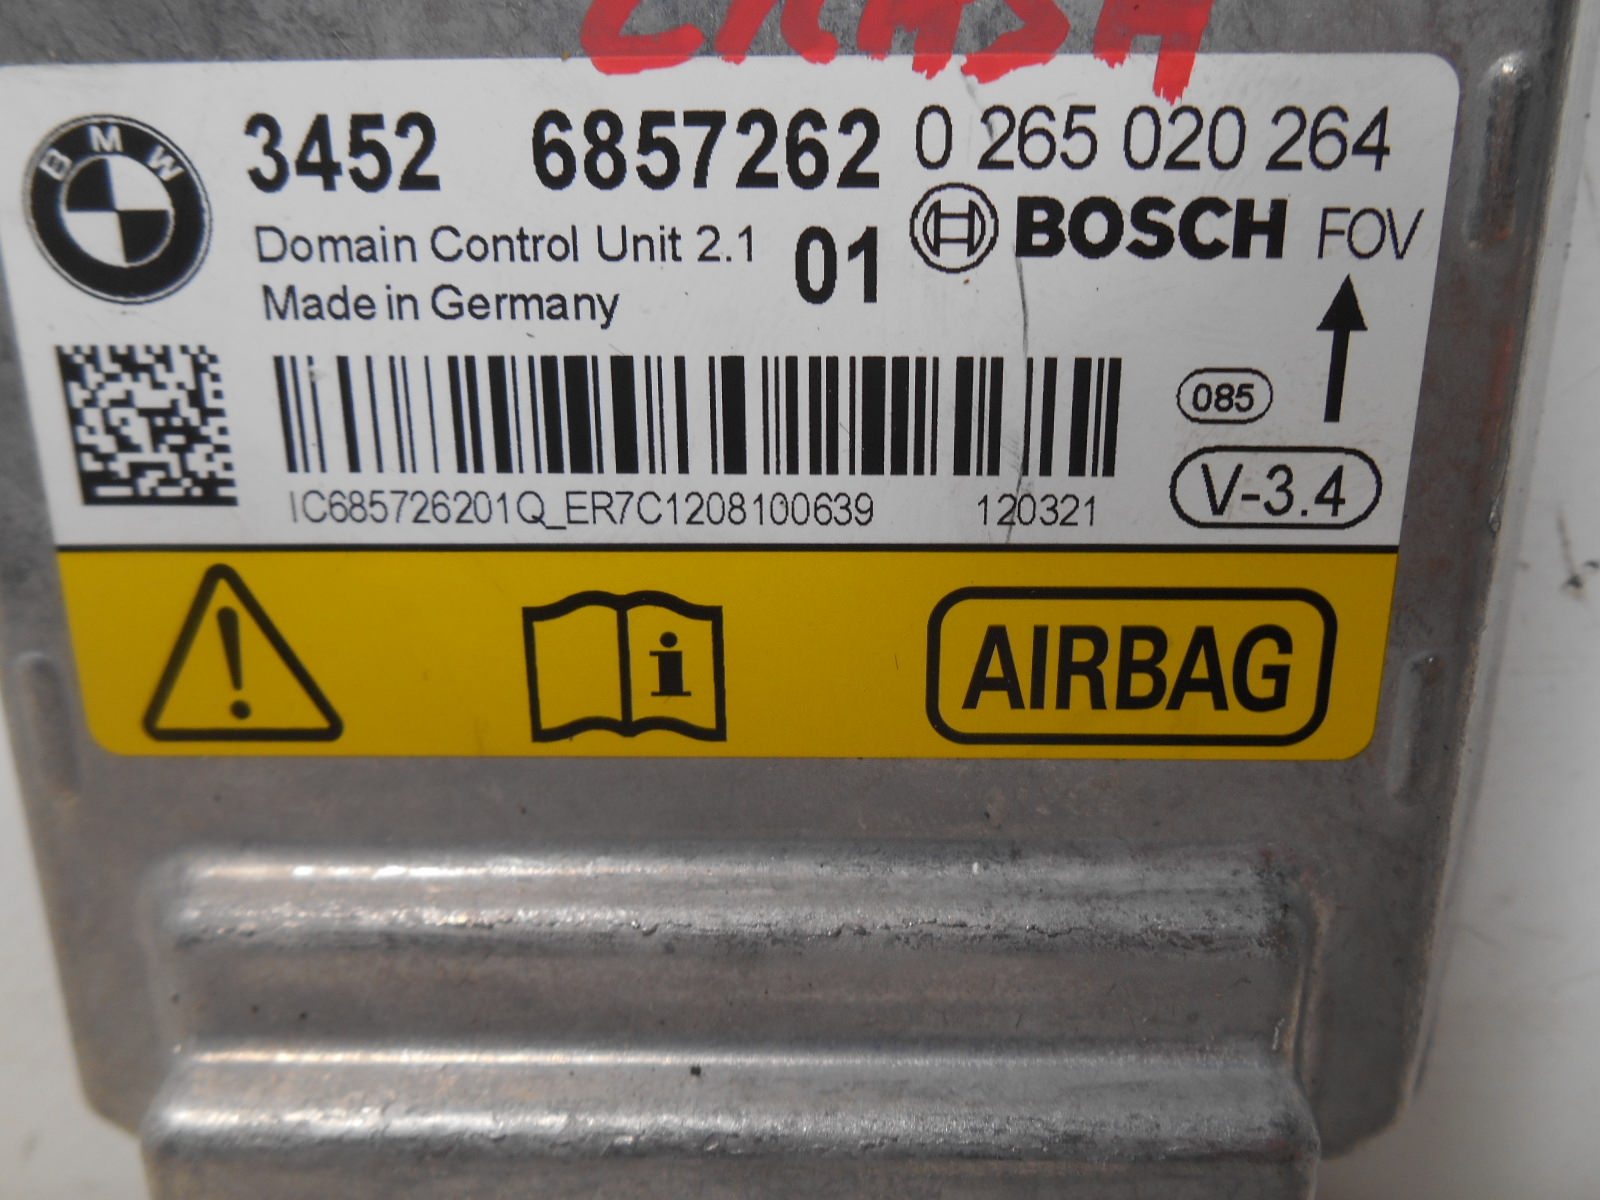 CRASH
BMW
3452 6857262 0 265 020 264
Domain Control Unit 2.1 01 BOSCH FOV
Made in Germany
085
V-3.4
IC685726201Q_ER7C1208100639 120321
AIRBAG